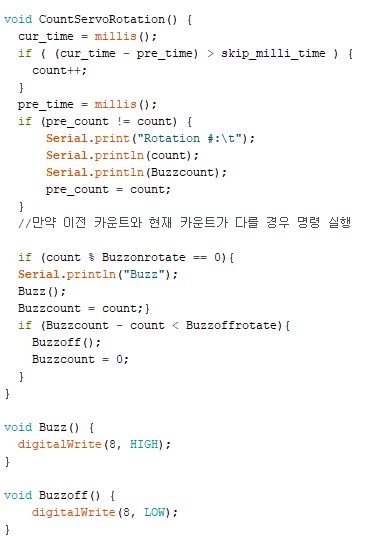 void CountServoRotation() {
cur_time = millis();
if ( (cur_time - pre_time) > skip_milli_time ) {
count++;
}
pre_time = millis();
if (pre_count != count) {
Serial.print("Rotation #:\t");
Serial.println(count);
Serial.println(Buzzcount);
pre_count = count;
}
//만약 이전 카운트와 현재 카운트가 다를 경우 명령 실행
if (count % Buzzonrotate == 0){
Serial.println("Buzz");
Buzz();
Buzzcount = count;}
if (Buzzcount - count < Buzzoffrotate){
Buzzoff();
Buzzcount = 0;
}
}
void Buzz() {
digitalWrite(8, HIGH);
}
void Buzzoff() {
digitalWrite(8, LOW);
}